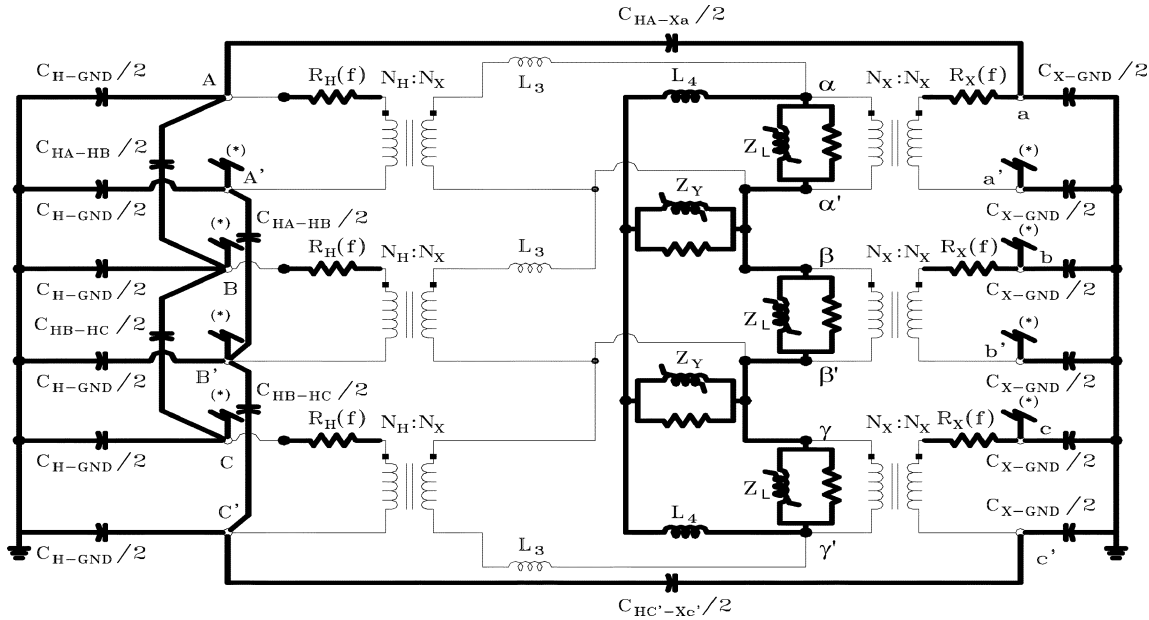 C_HA-Xa/2
C_H-GND/2 A R_H(f) N_H:N_X L_3 L_4 α N_X:N_X R_X(f) C_X-GND/2
a
C_HA-HB/2 (*) Z_L (*)
A' a'
C_H-GND/2 Z_Y α' C_X-GND/2
C_HA-HB/2
(*) R_H(f) N_H:N_X L_3 β N_X:N_X R_X(f) (*) b
B
C_H-GND/2 C_X-GND/2
C_HB-HC/2 (*) Z_L (*)
B' b'
C_H-GND/2 Z_Y β' C_X-GND/2
C_HB-HC/2
(*) R_H(f) N_H:N_X γ N_X:N_X R_X(f) (*) c
C
C_H-GND/2 C_X-GND/2
Z_L
C' L_4 C_X-GND/2
C_H-GND/2 L_3 γ' c'
C_HC'-Xc'/2